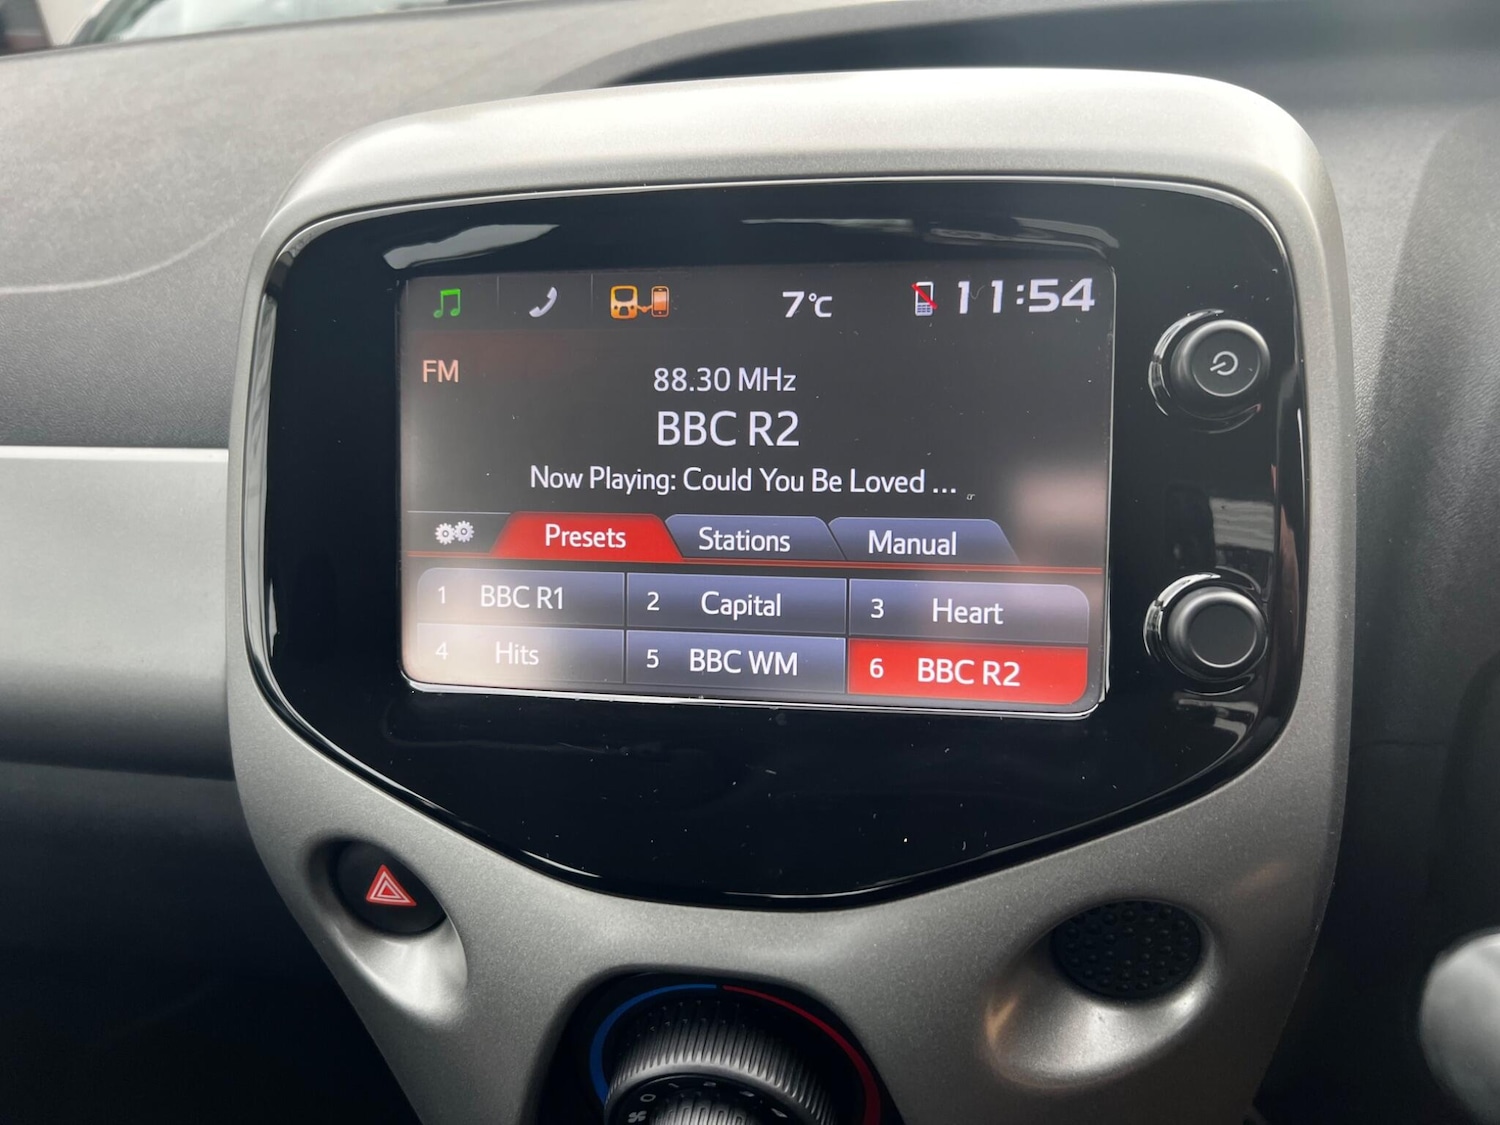 7°C 11:54
FM
88.30 MHz
BBC R2
Now Playing: Could You Be Loved ...
Presets Stations Manual
1 BBC R1 2 Capital 3 Heart
4 Hits 5 BBC WM 6 BBC R2